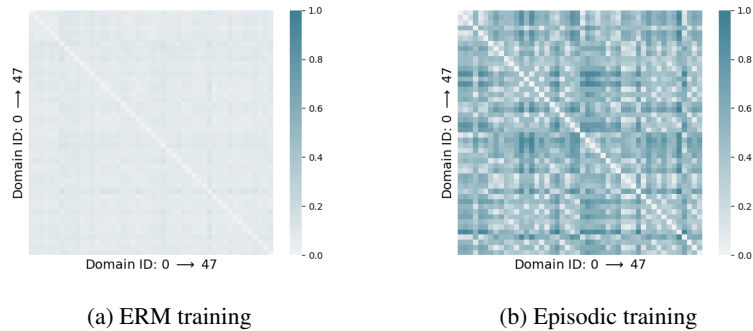 1.0
0.8
0.6
0.4
0.2
0.0
Domain ID: 0 → 47
Domain ID: 0 → 47
(a) ERM training
1.0
0.8
0.6
0.4
0.2
0.0
Domain ID: 0 → 47
Domain ID: 0 → 47
(b) Episodic training